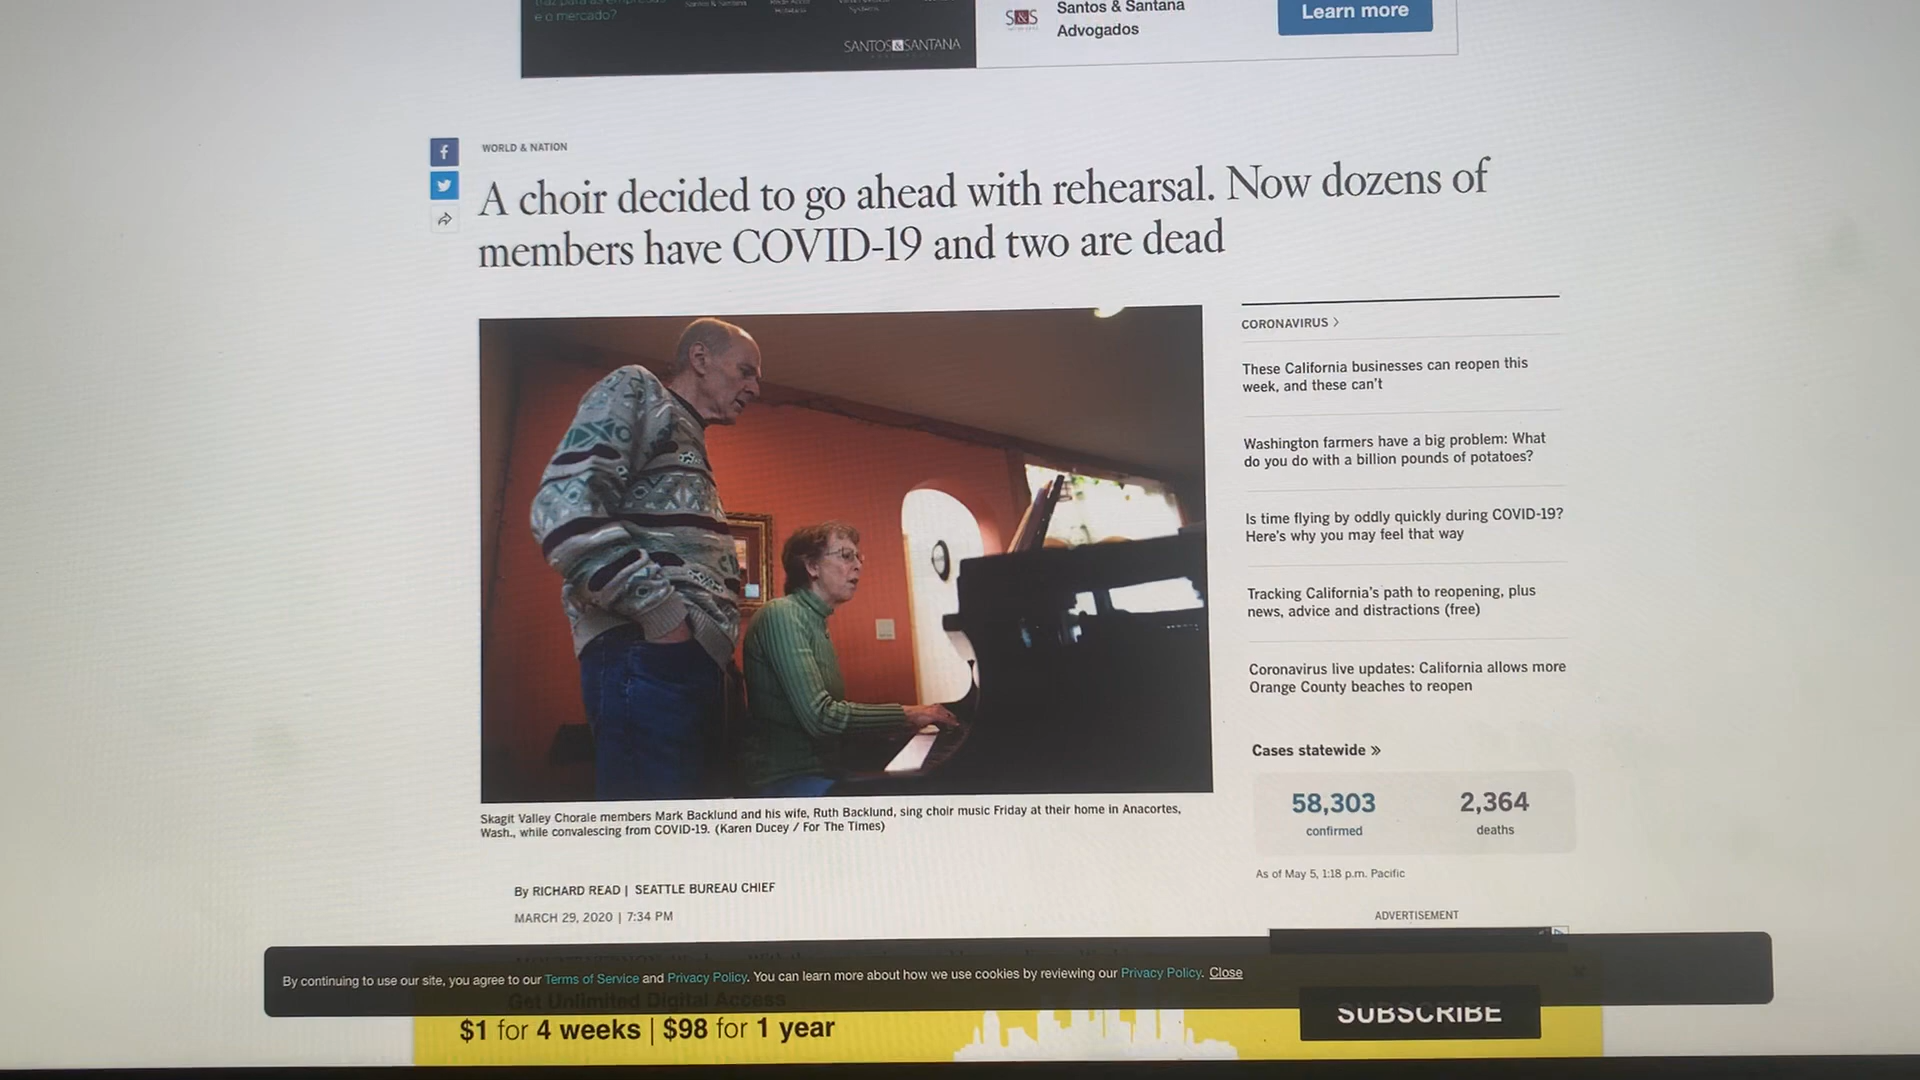 e o mercado?
SANTOS&SANTANA
S&S
Santos & Santana
Advogados
Learn more
WORLD & NATION
A choir decided to go ahead with rehearsal. Now dozens of
members have COVID-19 and two are dead
Skagit Valley Chorale members Mark Backlund and his wife, Ruth Backlund, sing choir music Friday at their home in Anacortes,
Wash., while convalescing from COVID-19. (Karen Ducey / For The Times)
By RICHARD READ | SEATTLE BUREAU CHIEF
MARCH 29, 2020 | 7:34 PM
CORONAVIRUS >
These California businesses can reopen this
week, and these can't
Washington farmers have a big problem: What
do you do with a billion pounds of potatoes?
Is time flying by oddly quickly during COVID-19?
Here's why you may feel that way
Tracking California's path to reopening, plus
news, advice and distractions (free)
Coronavirus live updates: California allows more
Orange County beaches to reopen
Cases statewide »
58,303
confirmed
2,364
deaths
As of May 5, 1:18 p.m. Pacific
ADVERTISEMENT
By continuing to use our site, you agree to our Terms of Service and Privacy Policy. You can learn more about how we use cookies by reviewing our Privacy Policy. Close
Get Unlimited Digital Access
$1 for 4 weeks | $98 for 1 year
SUBSCRIBE